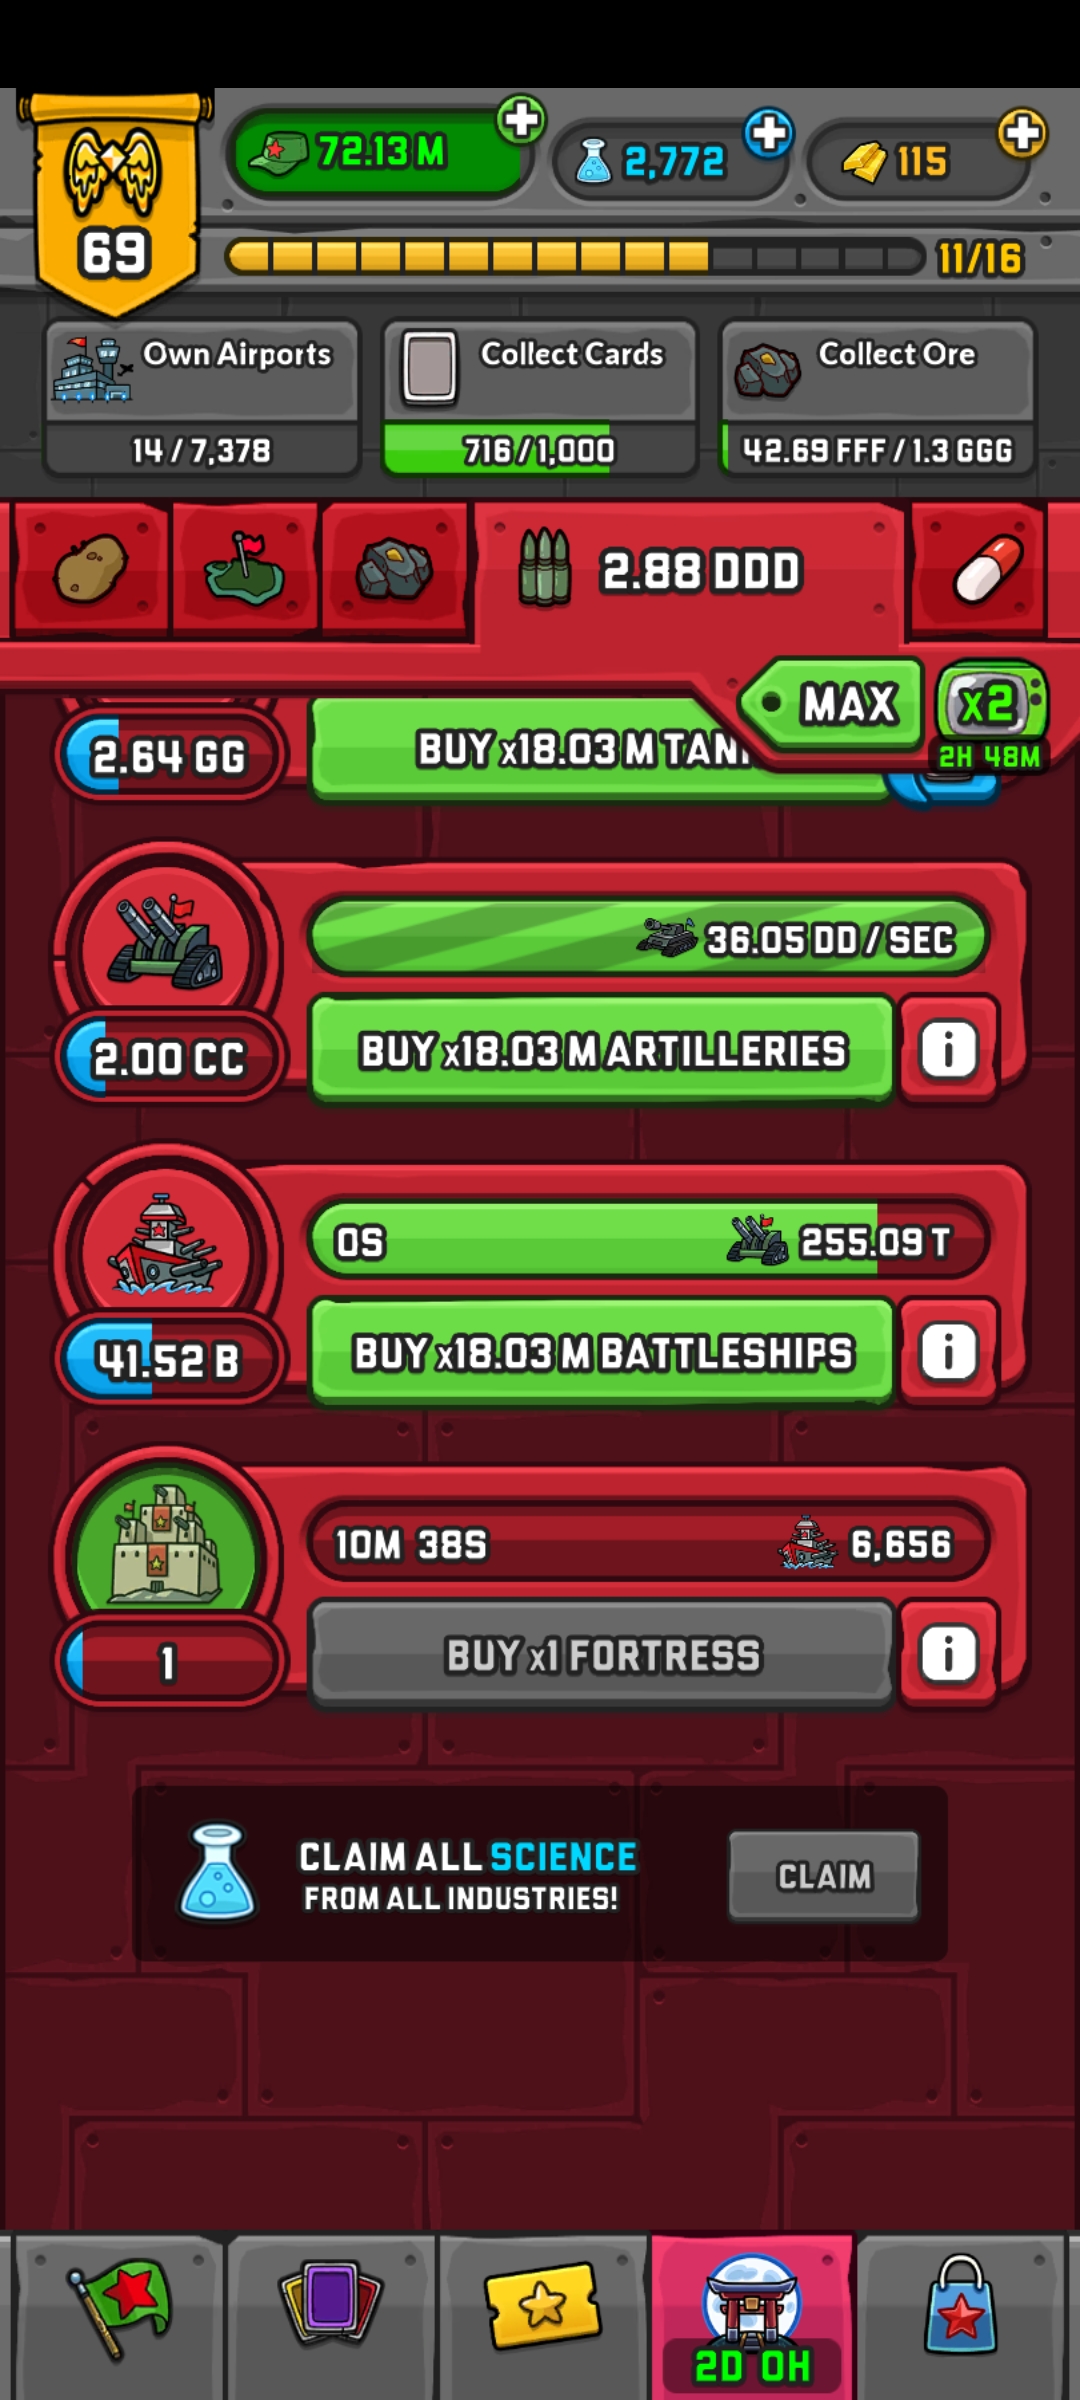 72.13 M
2,772
115
69
11/16
Own Airports
Collect Cards
Collect Ore
14 / 7,378
716 / 1,000
42.69 FFF / 1.3 GGG
2.88 DDD
MAX
x2
2H 48M
2.64 GG
BUY x18.03 M TAN
36.05 DD / SEC
2.00 CC
BUY x18.03 M ARTILLERIES
i
0S
255.09 T
41.52 B
BUY x18.03 M BATTLESHIPS
i
10M 38S
6,656
1
BUY x1 FORTRESS
i
CLAIM ALL SCIENCE
FROM ALL INDUSTRIES!
CLAIM
2D 0H